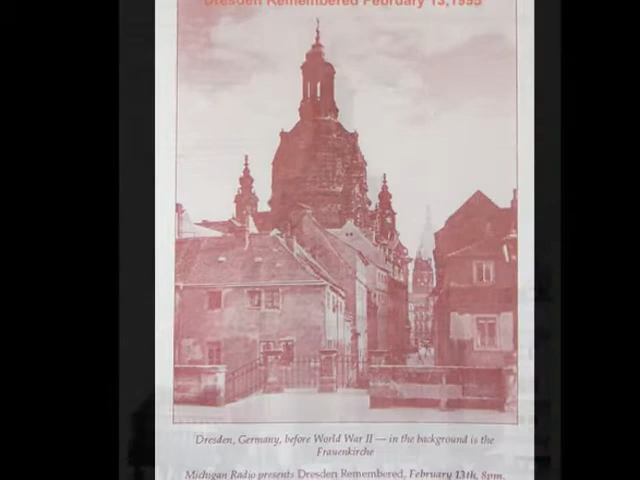 Dresden Remembered February 13,1995
Dresden, Germany, before World War II — in the background is the
Frauenkirche
Michigan Radio presents Dresden Remembered, February 13th, 8pm.